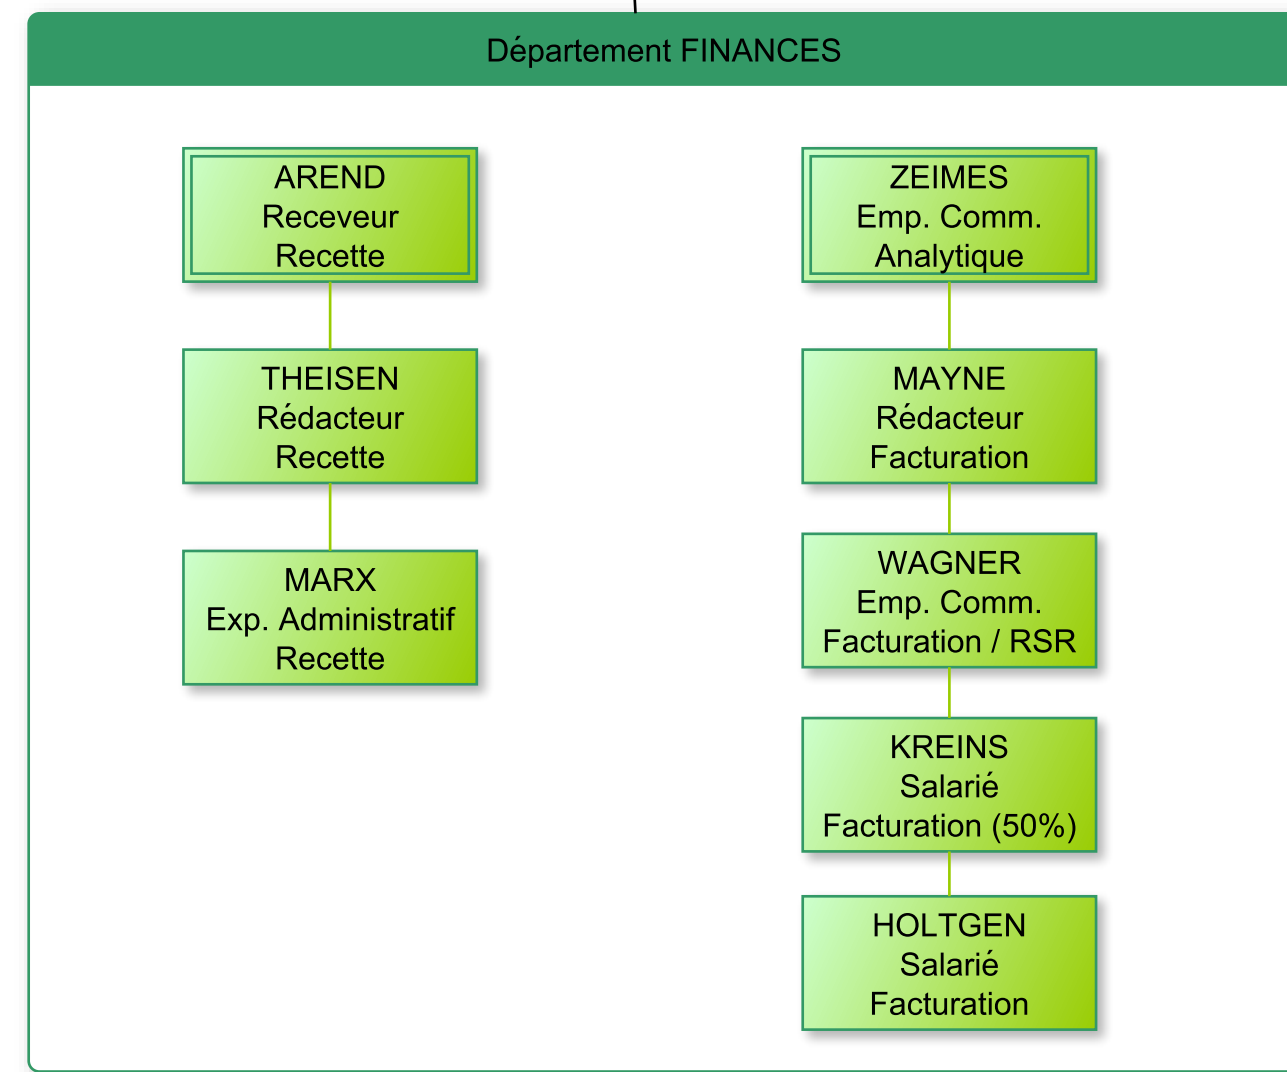 Département FINANCES
AREND
Receveur
Recette
THEISEN
Rédacteur
Recette
MARX
Exp. Administratif
Recette
ZEIMES
Emp. Comm.
Analytique
MAYNE
Rédacteur
Facturation
WAGNER
Emp. Comm.
Facturation / RSR
KREINS
Salarié
Facturation (50%)
HOLTGEN
Salarié
Facturation